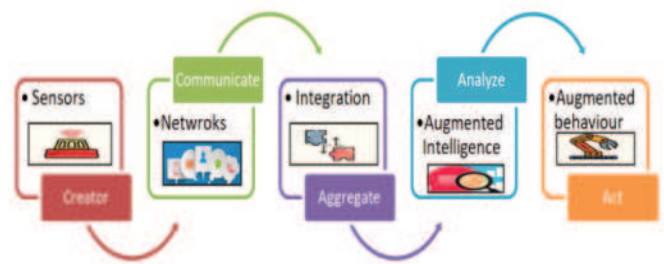 • Sensors
Creator
Communicate
•Netwroks
• Integration
Aggregate
Analyze
•Augmented
Intelligence
•Augmented
behaviour
Act